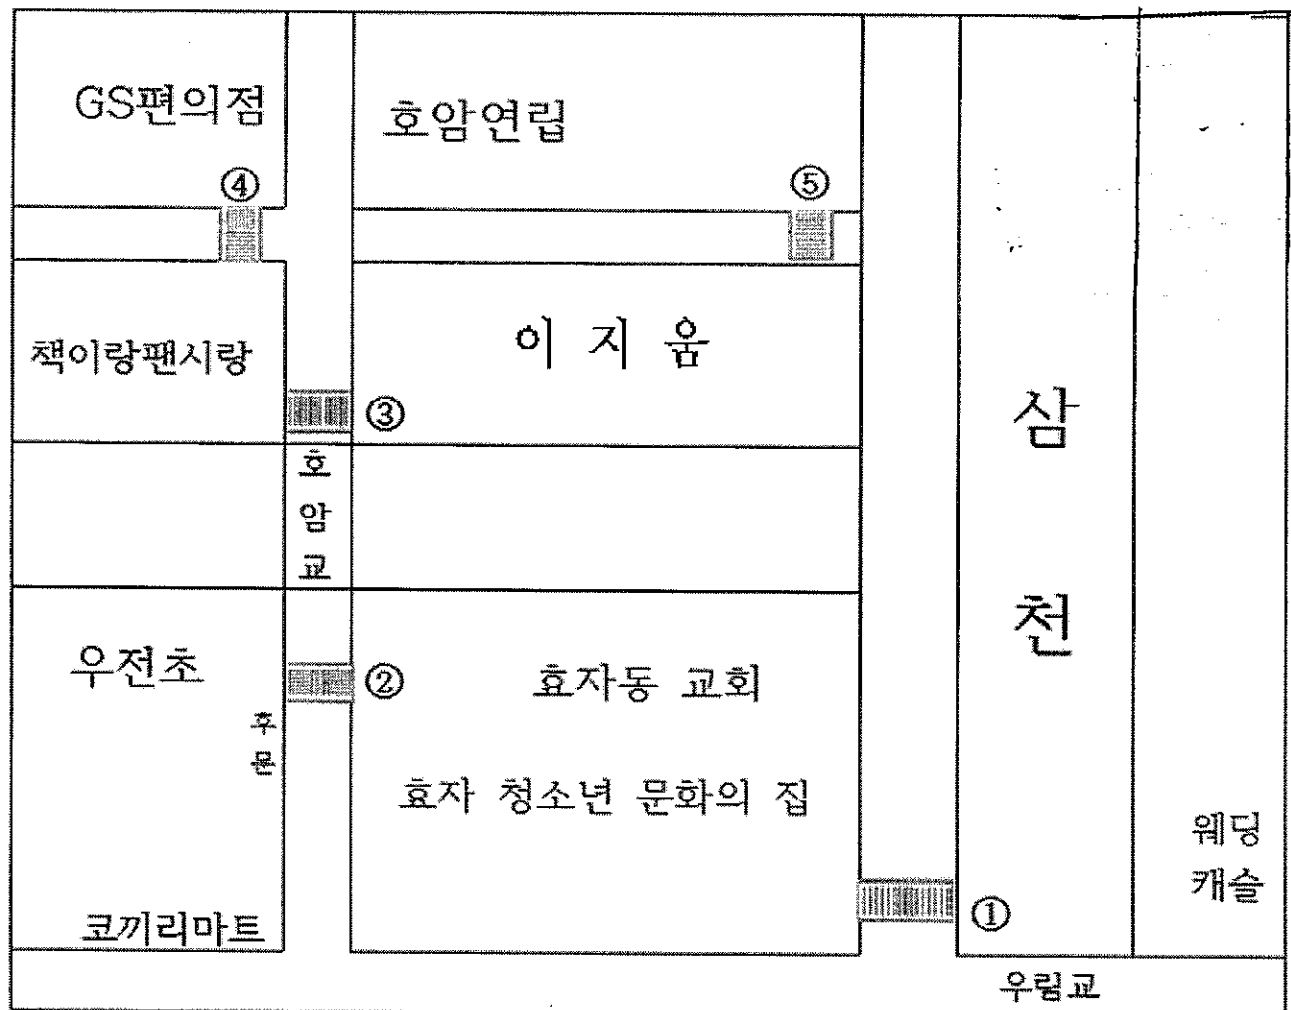 GS편의점
호암연립
④
⑤
책이랑팬시랑
이 지 움
③
삼
천
호
암
교
우전초
②
효자동 교회
후
문
효자 청소년 문화의 집
웨딩
캐슬
코끼리마트
①
우림교